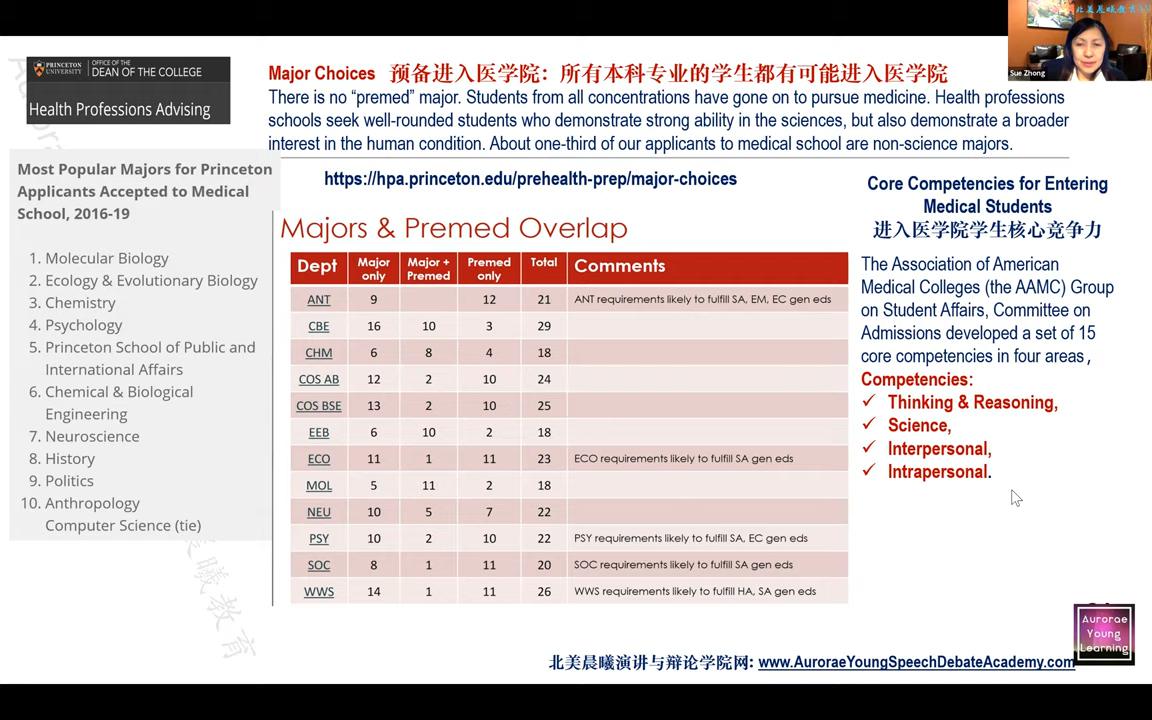 北美晨曦教育
Sue Zhong
PRINCETON
UNIVERSITY
OFFICE OF THE
DEAN OF THE COLLEGE
Health Professions Advising
Major Choices 预备进入医学院：所有本科专业的学生都有可能进入医学院
There is no “premed” major. Students from all concentrations have gone on to pursue medicine. Health professions
schools seek well-rounded students who demonstrate strong ability in the sciences, but also demonstrate a broader
interest in the human condition. About one-third of our applicants to medical school are non-science majors.
https://hpa.princeton.edu/prehealth-prep/major-choices
Most Popular Majors for Princeton
Applicants Accepted to Medical
School, 2016-19
1. Molecular Biology
2. Ecology & Evolutionary Biology
3. Chemistry
4. Psychology
5. Princeton School of Public and
International Affairs
6. Chemical & Biological
Engineering
7. Neuroscience
8. History
9. Politics
10. Anthropology
Computer Science (tie)
Majors & Premed Overlap
Dept Major only Major + Premed Premed only Total Comments
ANT 9 12 21 ANT requirements likely to fulfill SA, EM, EC gen eds
CBE 16 10 3 29
CHM 6 8 4 18
COS AB 12 2 10 24
COS BSE 13 2 10 25
EEB 6 10 2 18
ECO 11 1 11 23 ECO requirements likely to fulfill SA gen eds
MOL 5 11 2 18
NEU 10 5 7 22
PSY 10 2 10 22 PSY requirements likely to fulfill SA, EC gen eds
SOC 8 1 11 20 SOC requirements likely to fulfill SA gen eds
WWS 14 1 11 26 WWS requirements likely to fulfill HA, SA gen eds
Core Competencies for Entering
Medical Students
进入医学院学生核心竞争力
The Association of American
Medical Colleges (the AAMC) Group
on Student Affairs, Committee on
Admissions developed a set of 15
core competencies in four areas,
Competencies:
✓ Thinking & Reasoning,
✓ Science,
✓ Interpersonal,
✓ Intrapersonal.
Aurorae
Young
Learning
北美晨曦演讲与辩论学院网: www.AuroraeYoungSpeechDebateAcademy.com